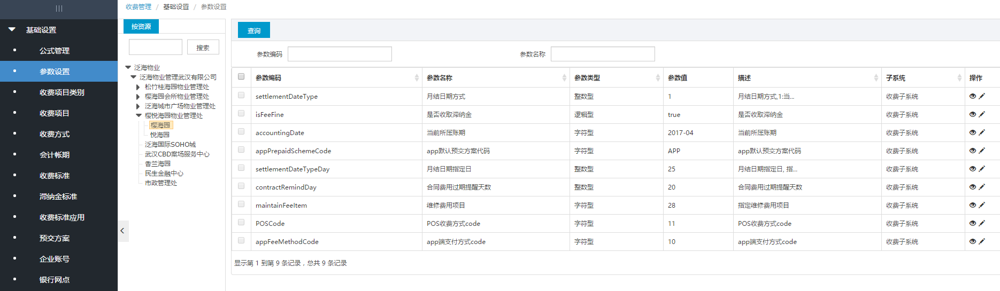 收费管理 / 基础设置 / 参数设置
基础设置
公式管理
参数设置
收费项目类别
收费项目
收费方式
会计帐期
收费标准
滞纳金标准
收费标准应用
预交方案
企业账号
银行网点
按资源
搜索
泛海物业
泛海物业管理武汉有限公司
松竹桂海园物业管理处
樱海园会所物业管理处
泛海城市广场物业管理处
樱悦海园物业管理处
樱海园
悦海园
泛海国际SOHO城
武汉CBD案场服务中心
香兰海园
民生金融中心
市政管理处
查询
参数编码 参数名称
参数编码 参数名称 参数类型 参数值 描述 子系统 操作
settlementDateType 月结日期方式 整数型 1 月结日期方式,1:当... 收费子系统
isFeeFine 是否收取滞纳金 逻辑型 true 是否收取滞纳金 收费子系统
accountingDate 当前所属账期 字符型 2017-04 当前所属账期 收费子系统
appPrepaidSchemeCode app默认预交方案代码 字符型 APP app默认预交方案代码 收费子系统
settlementDateTypeDay 月结日期指定日 整数型 25 月结日期指定日, 指... 收费子系统
contractRemindDay 合同费用过期提醒天数 整数型 20 合同费用过期提醒天数 收费子系统
maintainFeeItem 维修费用项目 字符型 28 指定维修费用项目 收费子系统
POSCode POS收费方式code 字符型 11 POS收费方式code 收费子系统
appFeeMethodCode app端支付方式code 字符型 10 app端支付方式code 收费子系统
显示第 1 到第 9 条记录，总共 9 条记录